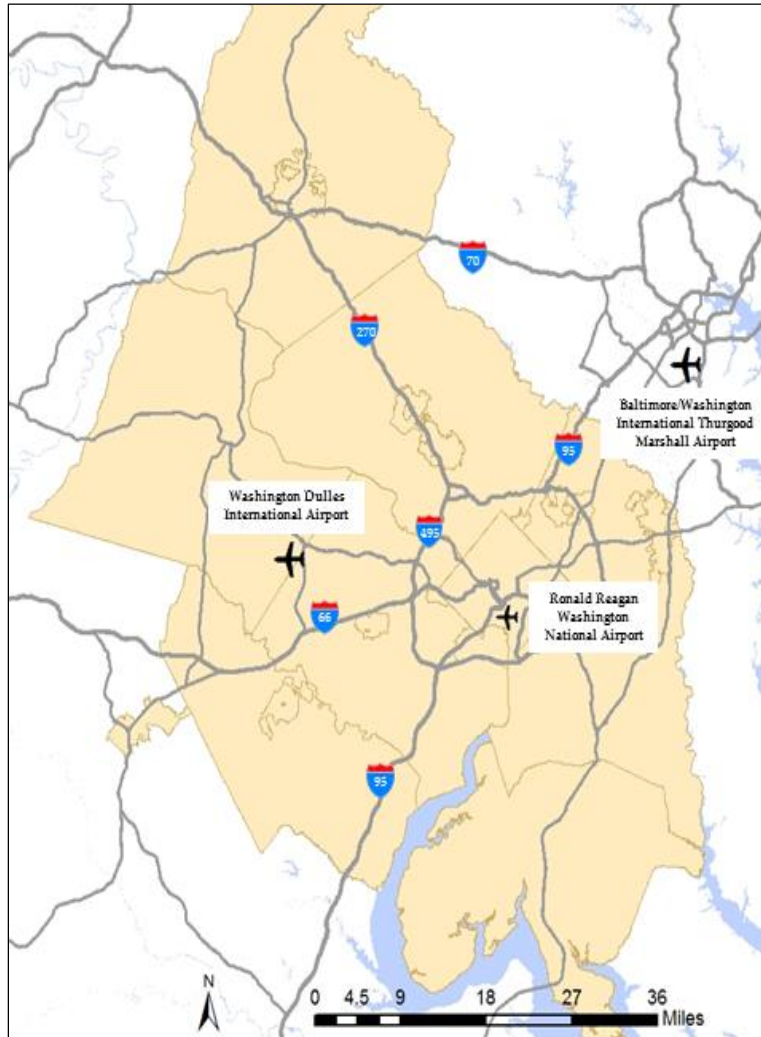 70
270
Baltimore/Washington
International Thurgood
Marshall Airport
95
Washington Dulles
International Airport
495
Ronald Reagan
Washington
National Airport
66
95
N
0 4.5 9 18 27 36
Miles